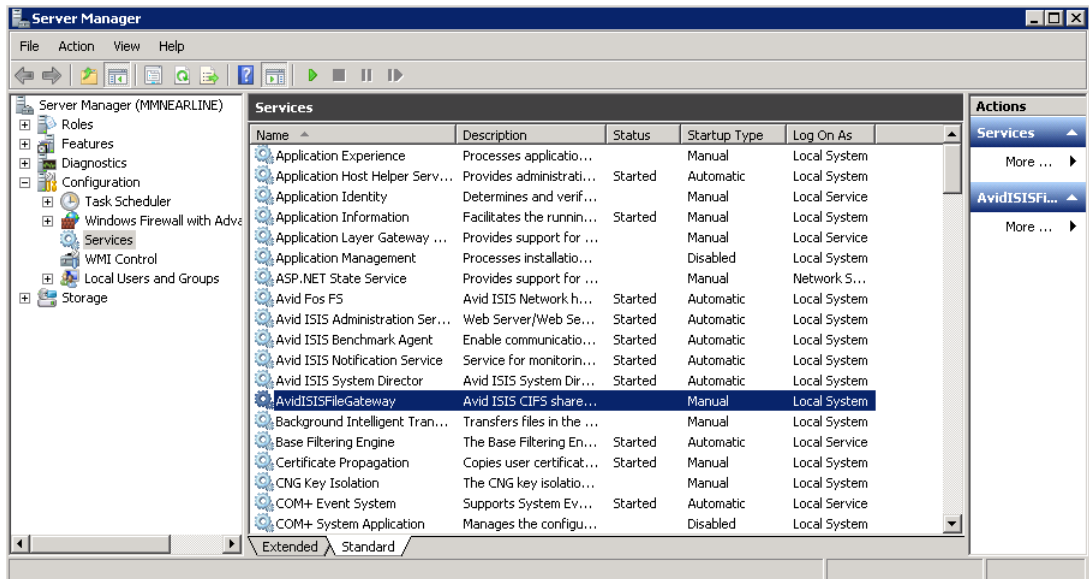 Server Manager
File Action View Help
Server Manager (MMNEARLINE)
Roles
Features
Diagnostics
Configuration
Task Scheduler
Windows Firewall with Adva
Services
WMI Control
Local Users and Groups
Storage
Services
Name Description Status Startup Type Log On As
Application Experience Processes applicatio... Manual Local System
Application Host Helper Serv... Provides administrati... Started Automatic Local System
Application Identity Determines and verif... Manual Local Service
Application Information Facilitates the runnin... Started Manual Local System
Application Layer Gateway ... Provides support for ... Manual Local Service
Application Management Processes installatio... Disabled Local System
ASP.NET State Service Provides support for ... Manual Network S...
Avid Fos FS Avid ISIS Network h... Started Automatic Local System
Avid ISIS Administration Ser... Web Server/Web Se... Started Automatic Local System
Avid ISIS Benchmark Agent Enable communicatio... Started Automatic Local System
Avid ISIS Notification Service Service for monitorin... Started Automatic Local System
Avid ISIS System Director Avid ISIS System Dir... Started Automatic Local System
AvidISISFileGateway Avid ISIS CIFS share... Manual Local System
Background Intelligent Tran... Transfers files in the ... Manual Local System
Base Filtering Engine The Base Filtering En... Started Automatic Local Service
Certificate Propagation Copies user certificat... Started Manual Local System
CNG Key Isolation The CNG key isolatio... Manual Local System
COM+ Event System Supports System Ev... Started Automatic Local Service
COM+ System Application Manages the configu... Disabled Local System
Extended Standard
Actions
Services
More ...
AvidISISFi...
More ...